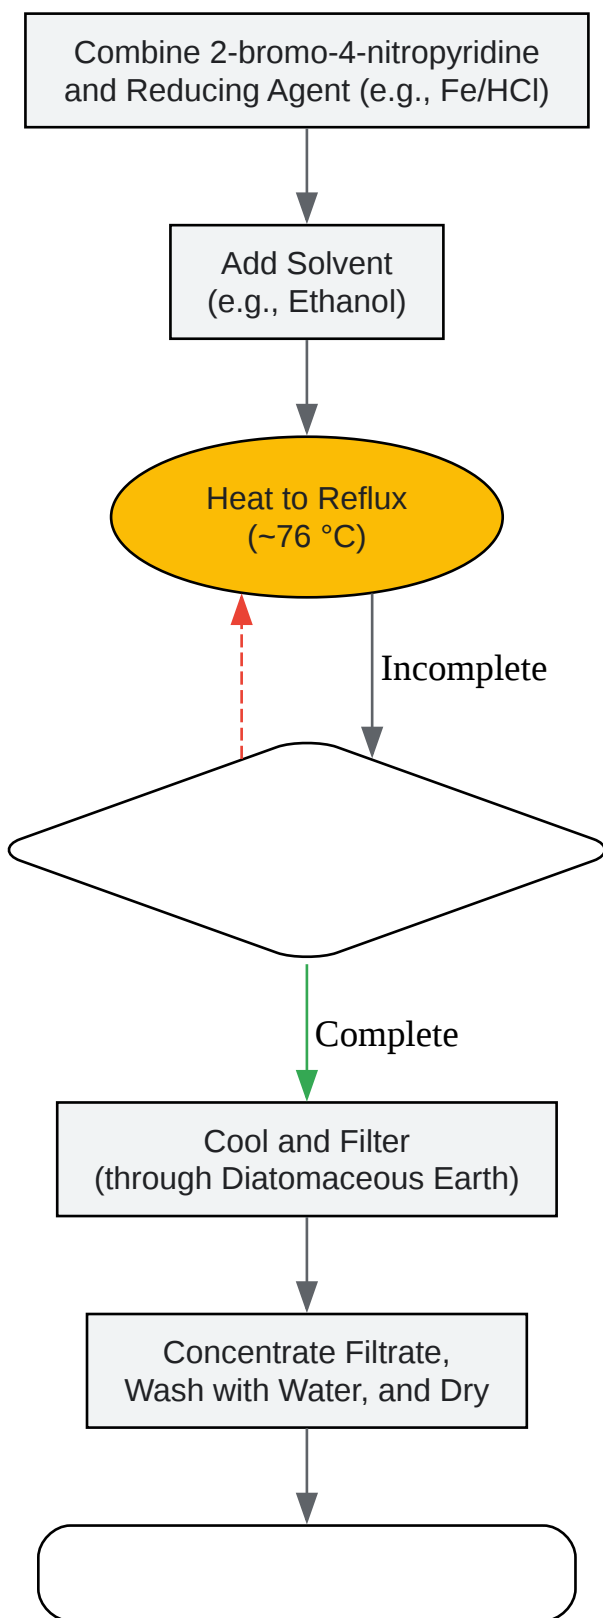 Combine 2-bromo-4-nitropyridine
and Reducing Agent (e.g., Fe/HCl)
Add Solvent
(e.g., Ethanol)
Heat to Reflux
(~76 °C)
Incomplete
Complete
Cool and Filter
(through Diatomaceous Earth)
Concentrate Filtrate,
Wash with Water, and Dry